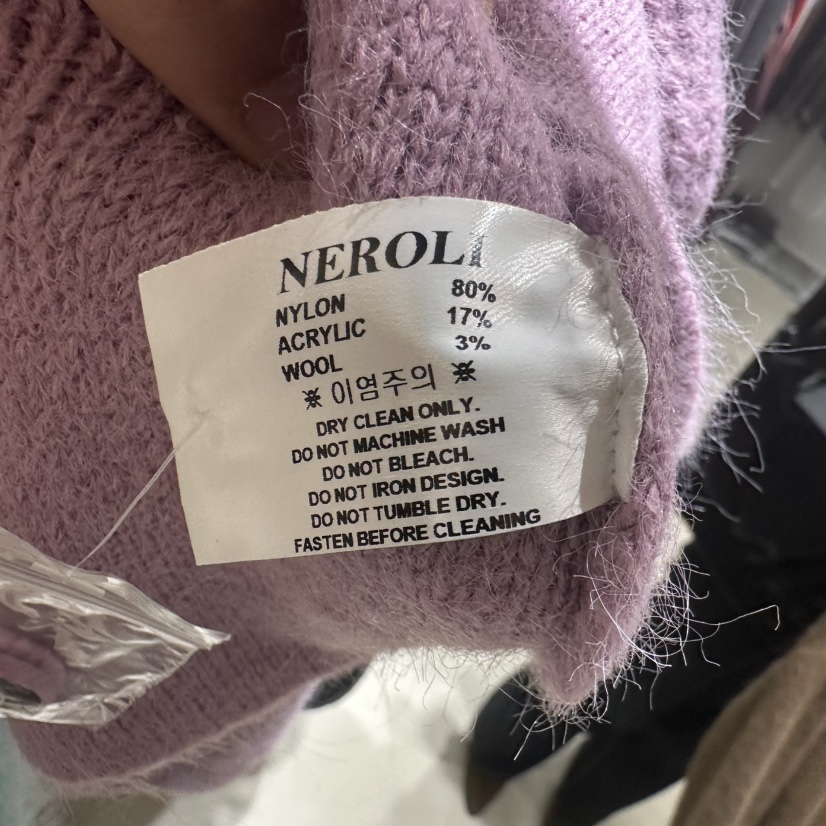 NEROLI
NYLON 80%
ACRYLIC 17%
WOOL 3%
※ 이염주의 ※
DRY CLEAN ONLY.
DO NOT MACHINE WASH
DO NOT BLEACH.
DO NOT IRON DESIGN.
DO NOT TUMBLE DRY.
FASTEN BEFORE CLEANING